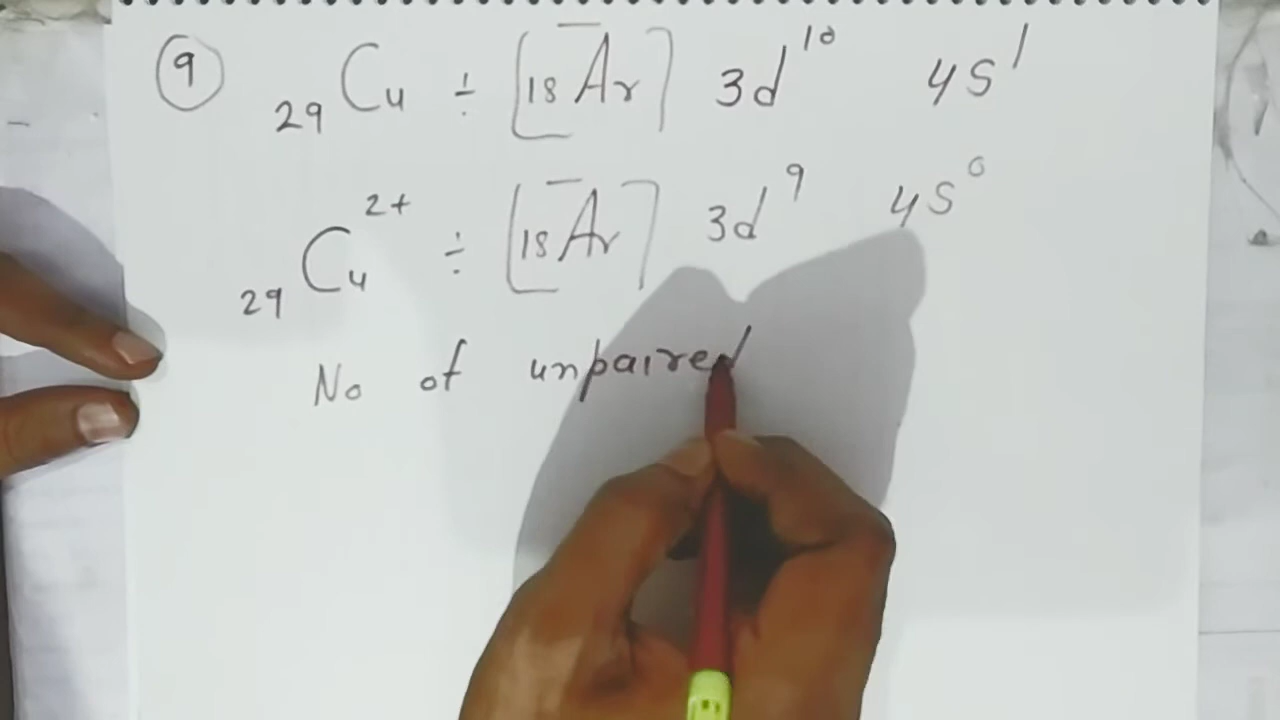 9 29Cu ÷ [18Ar] 3d¹⁰ 4s¹
29Cu²⁺ ÷ [18Ar] 3d⁹ 4s⁰
No of unpaired